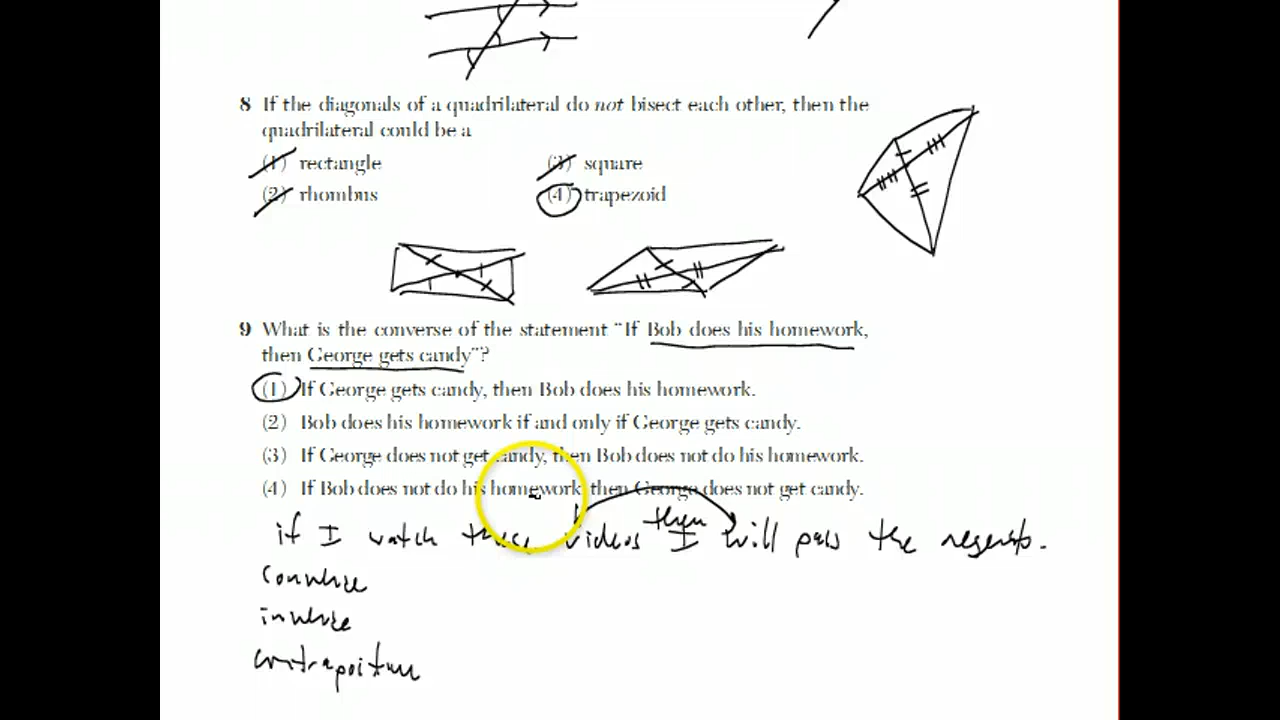 8 If the diagonals of a quadrilateral do not bisect each other, then the
quadrilateral could be a
(1) rectangle (3) square
(2) rhombus (4) trapezoid
9 What is the converse of the statement "If Bob does his homework,
then George gets candy"?
(1) If George gets candy, then Bob does his homework.
(2) Bob does his homework if and only if George gets candy.
(3) If George does not get candy, then Bob does not do his homework.
(4) If Bob does not do his homework, then George does not get candy.
then
if I watch these videos I will pass the regents.
converse
inverse
contrapositive